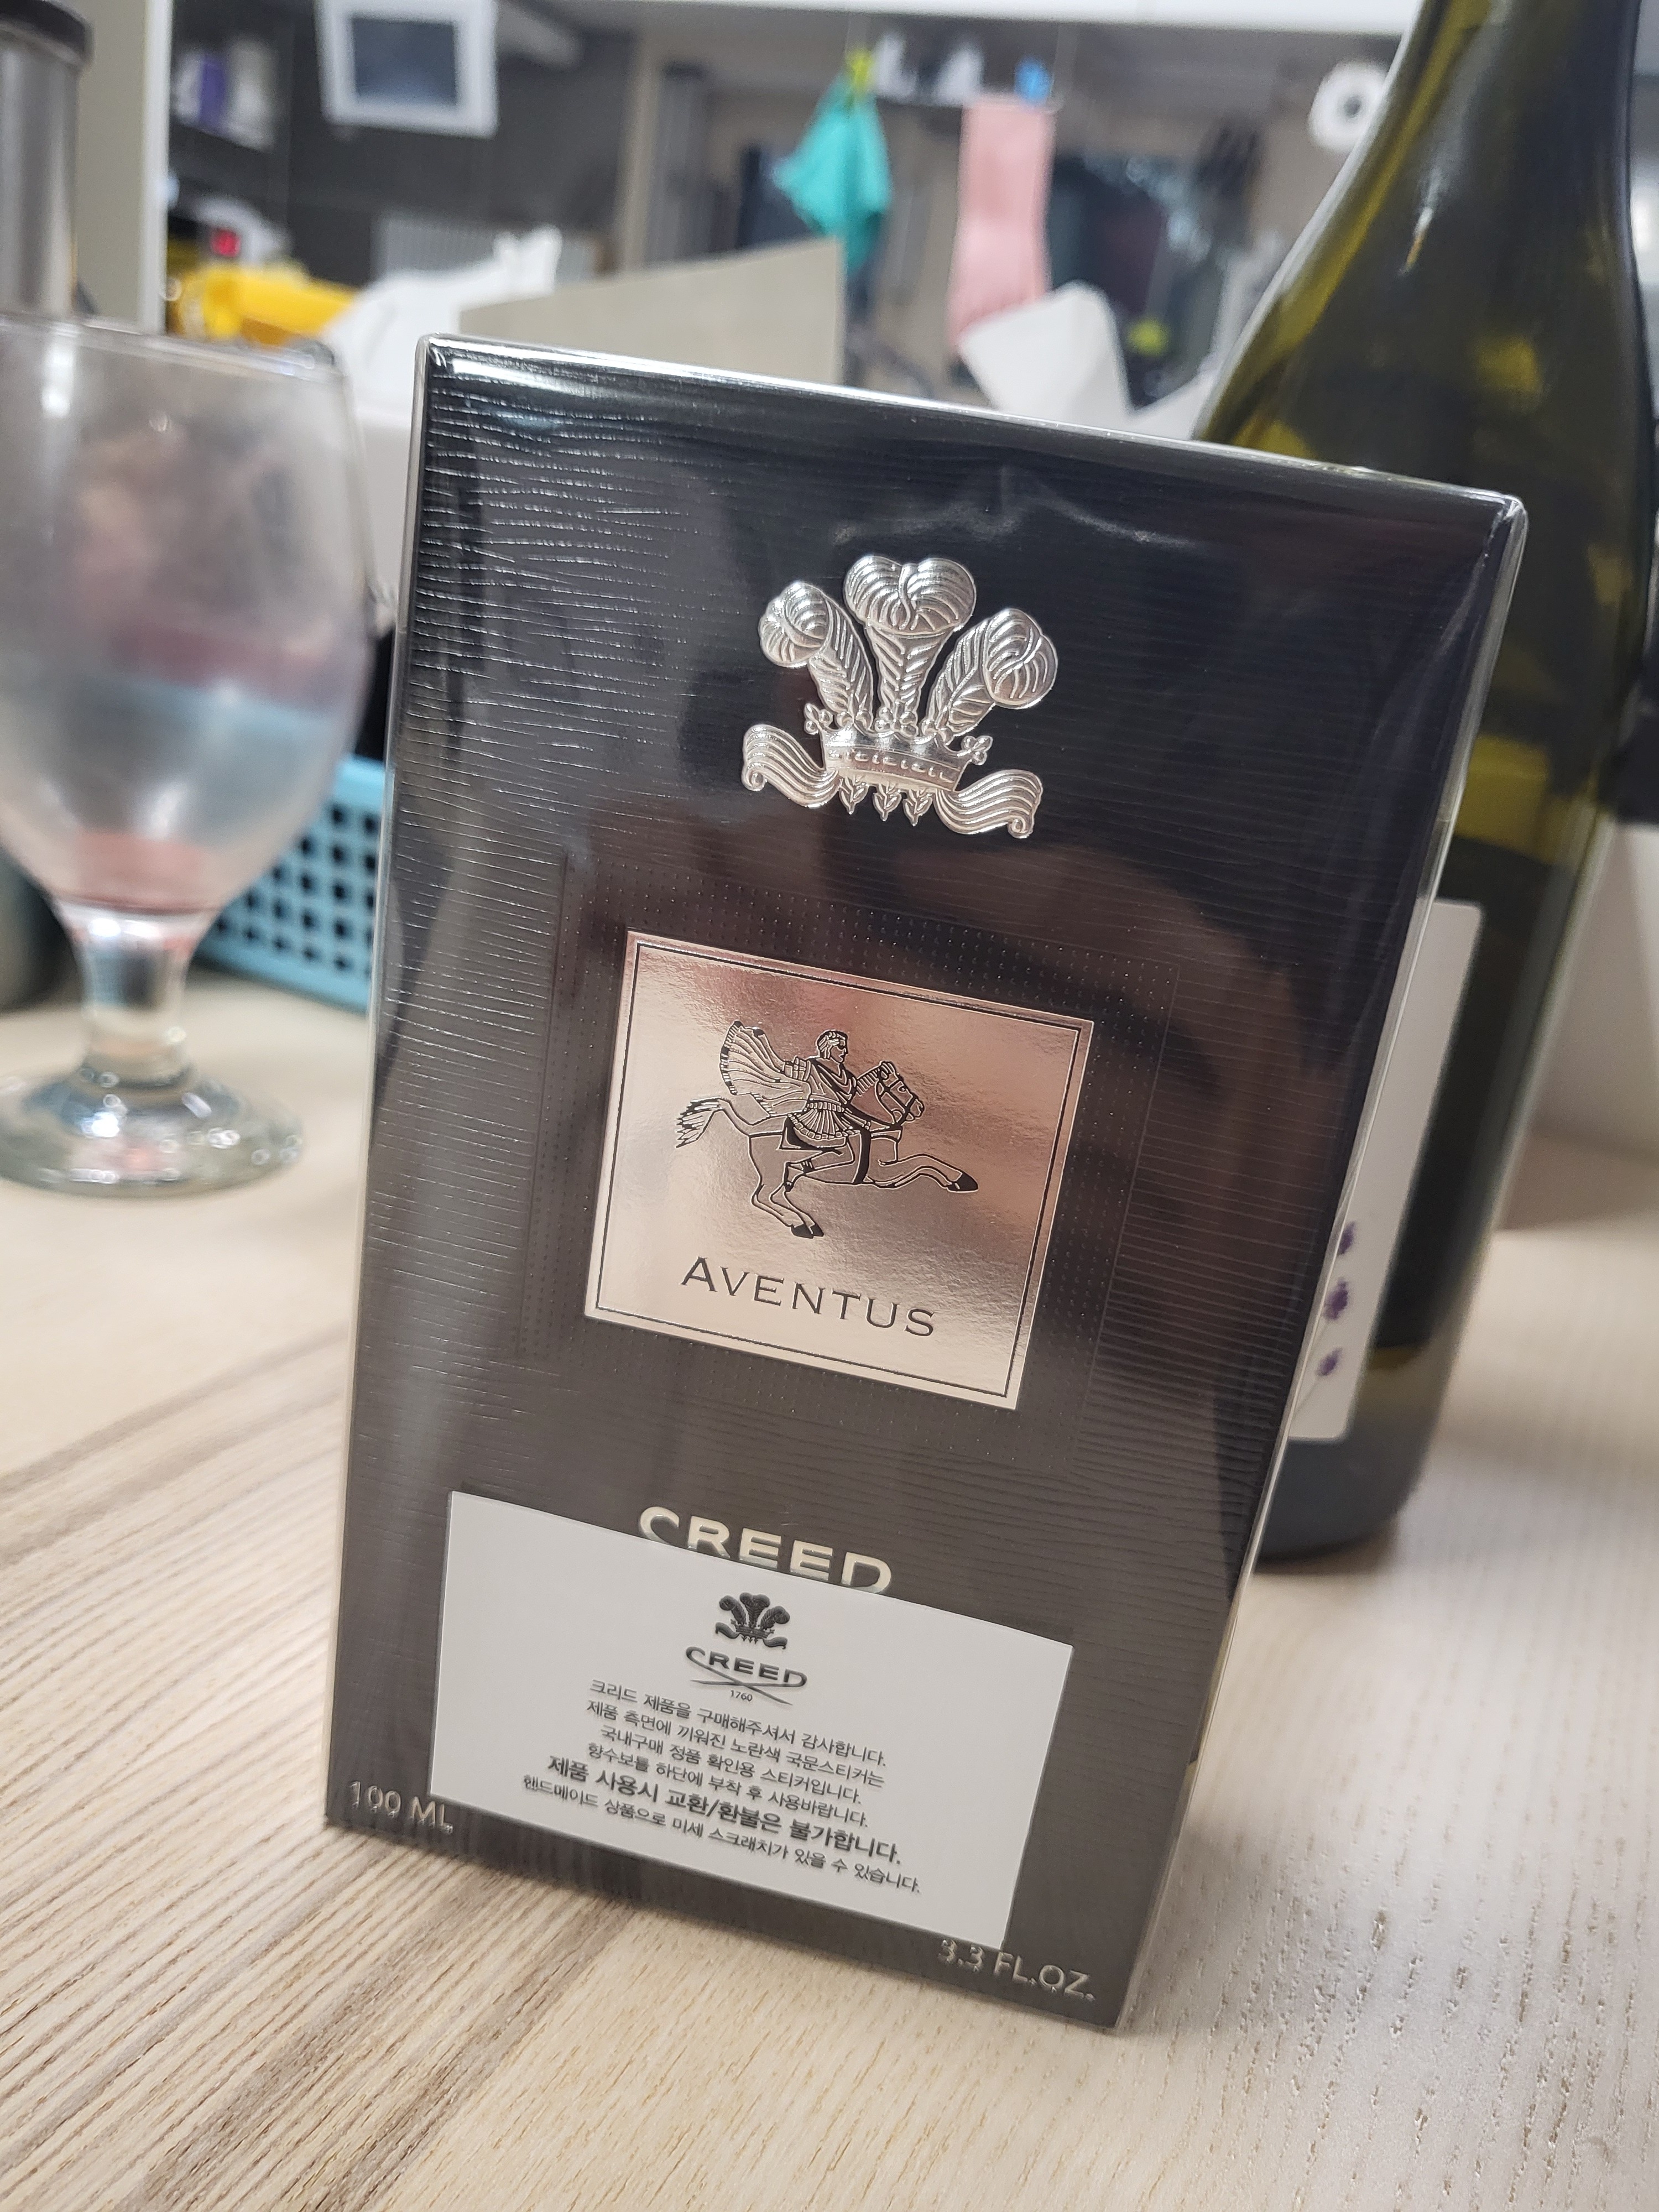 AVENTUS
CREED
CREED
1760
크리드 제품을 구매해주셔서 감사합니다.
제품 측면에 끼워진 노란색 국문스티커는
국내구매 정품 확인용 스티커입니다.
향수보틀 하단에 부착 후 사용바랍니다.
제품 사용시 교환/환불은 불가합니다.
핸드메이드 상품으로 미세 스크래치가 있을 수 있습니다.
100 ML
3.3 FL.OZ.